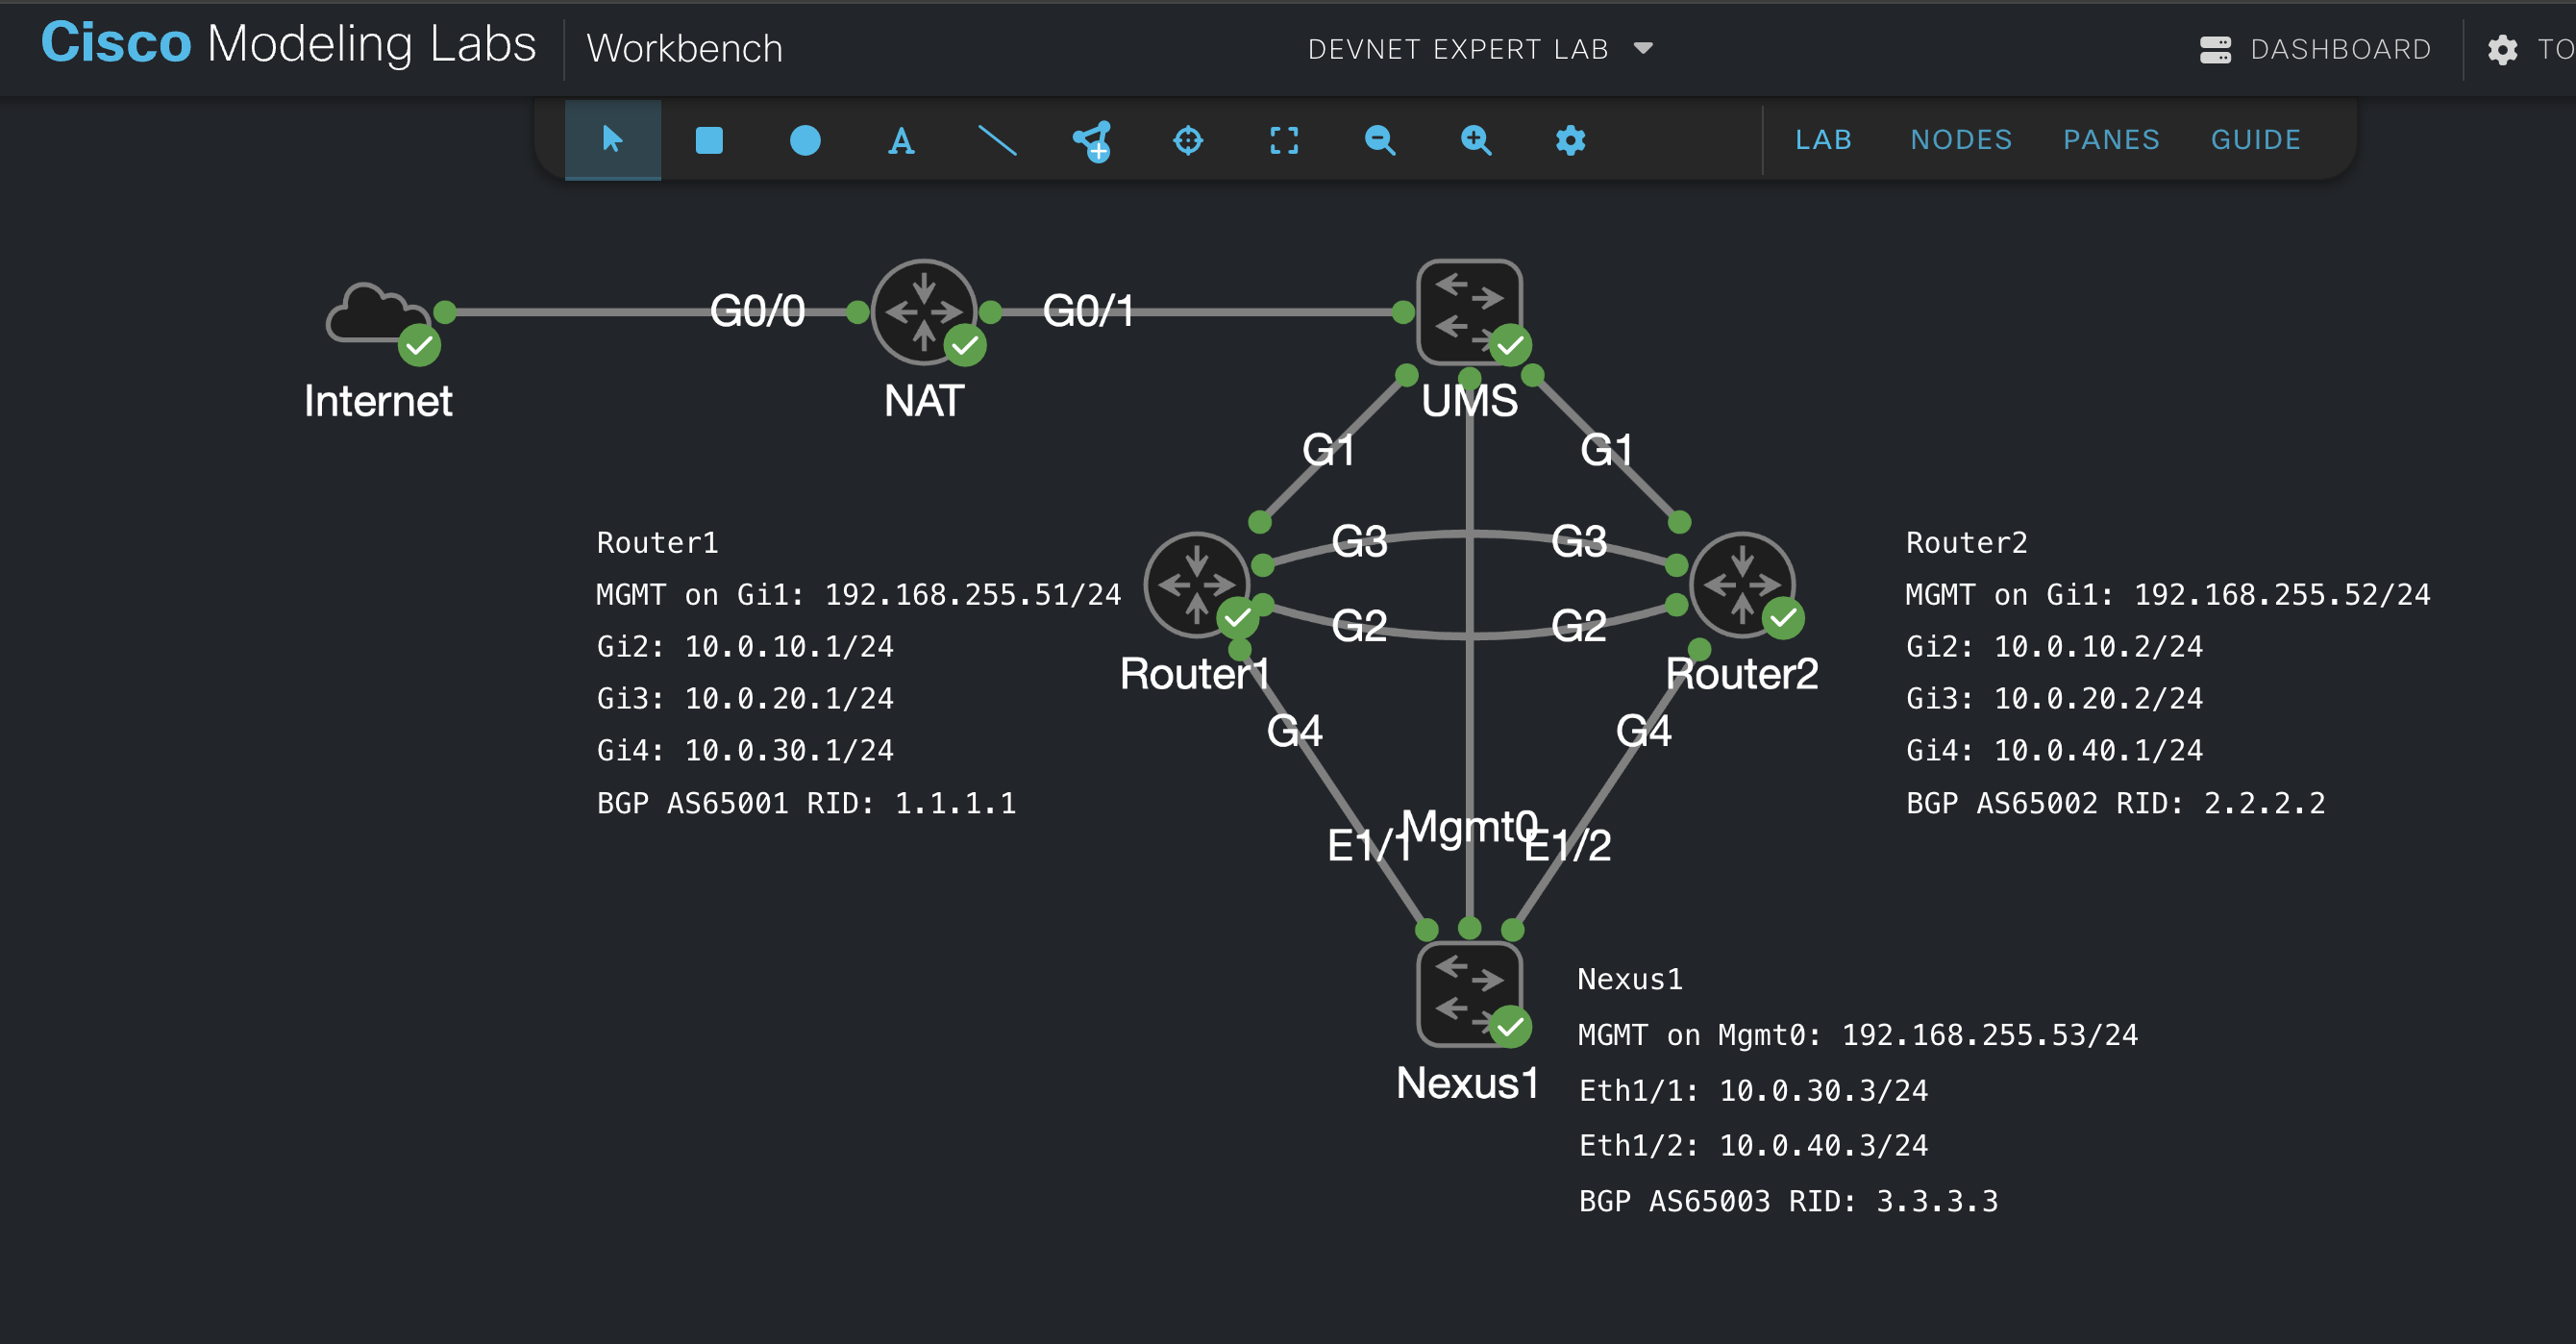 Cisco Modeling Labs Workbench DEVNET EXPERT LAB DASHBOARD
LAB NODES PANES GUIDE
G0/0 G0/1
Internet NAT UMS
G1 G1
G3 G3
G2 G2
Router1 Router2
G4 G4
Mgmt0
E1/1 E1/2
Nexus1
Router1
MGMT on Gi1: 192.168.255.51/24
Gi2: 10.0.10.1/24
Gi3: 10.0.20.1/24
Gi4: 10.0.30.1/24
BGP AS65001 RID: 1.1.1.1
Router2
MGMT on Gi1: 192.168.255.52/24
Gi2: 10.0.10.2/24
Gi3: 10.0.20.2/24
Gi4: 10.0.40.1/24
BGP AS65002 RID: 2.2.2.2
Nexus1
MGMT on Mgmt0: 192.168.255.53/24
Eth1/1: 10.0.30.3/24
Eth1/2: 10.0.40.3/24
BGP AS65003 RID: 3.3.3.3